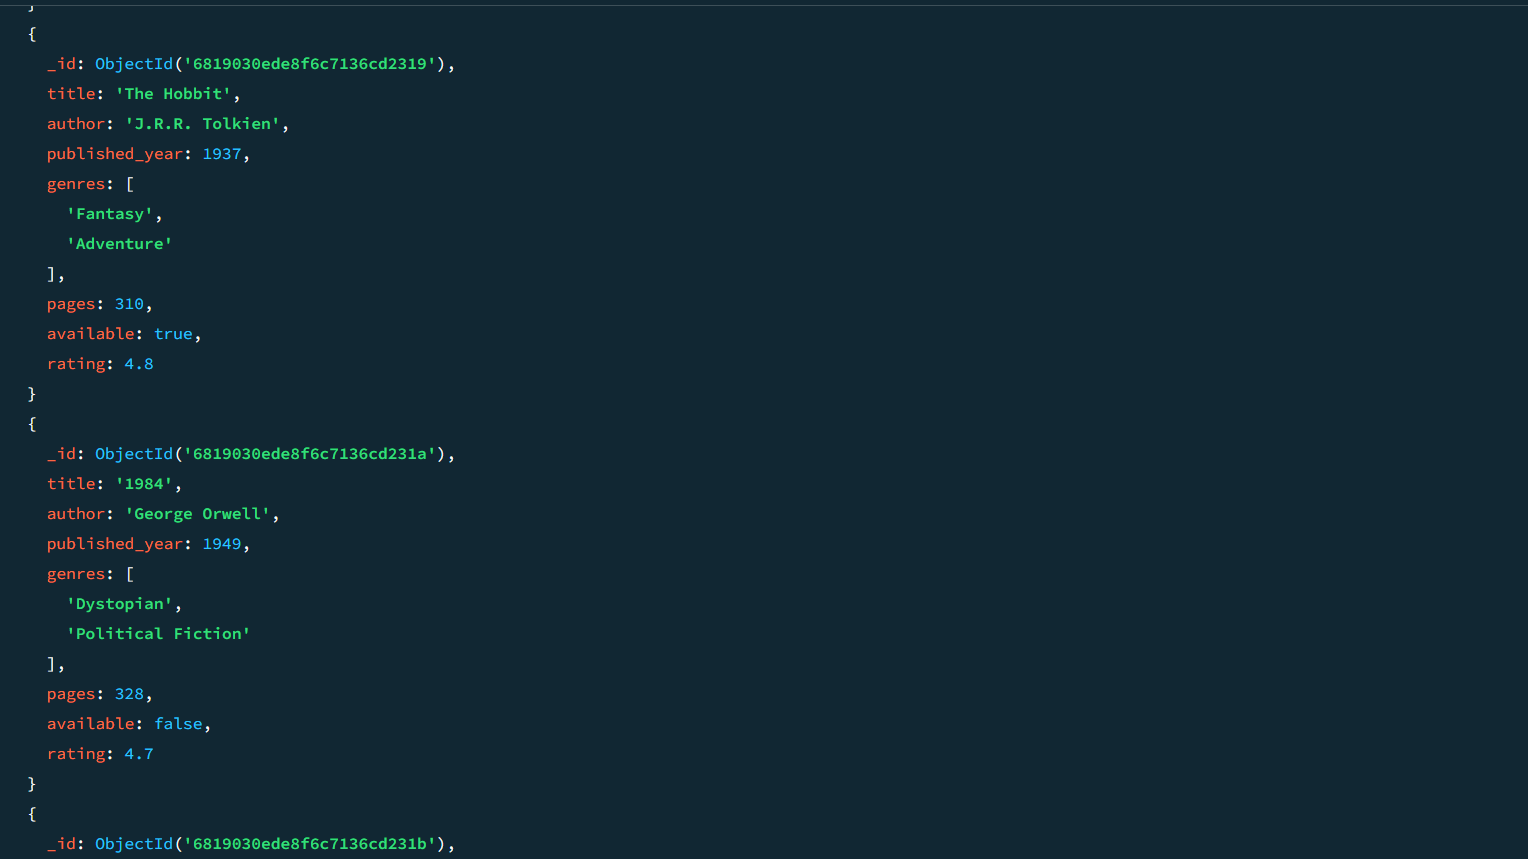 }
{
_id: ObjectId('6819030ede8f6c7136cd2319'),
title: 'The Hobbit',
author: 'J.R.R. Tolkien',
published_year: 1937,
genres: [
'Fantasy',
'Adventure'
],
pages: 310,
available: true,
rating: 4.8
}
{
_id: ObjectId('6819030ede8f6c7136cd231a'),
title: '1984',
author: 'George Orwell',
published_year: 1949,
genres: [
'Dystopian',
'Political Fiction'
],
pages: 328,
available: false,
rating: 4.7
}
{
_id: ObjectId('6819030ede8f6c7136cd231b'),